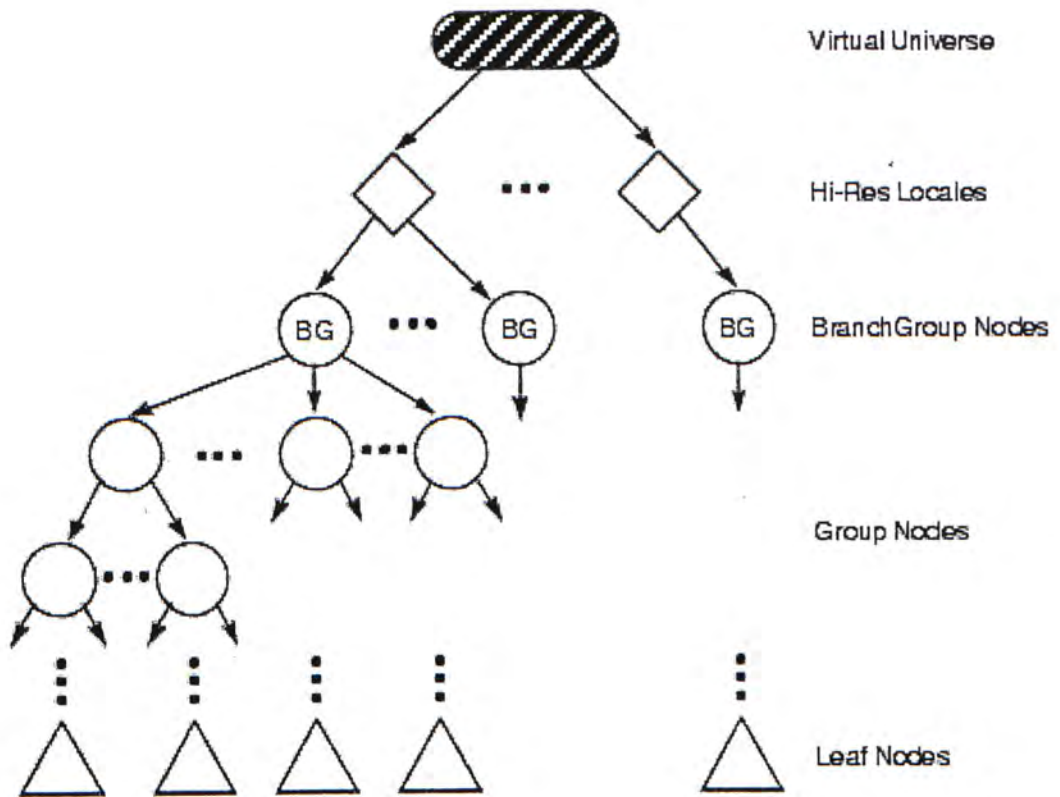 Virtual Universe
Hi-Res Locales
BG BG BG BranchGroup Nodes
Group Nodes
Leaf Nodes